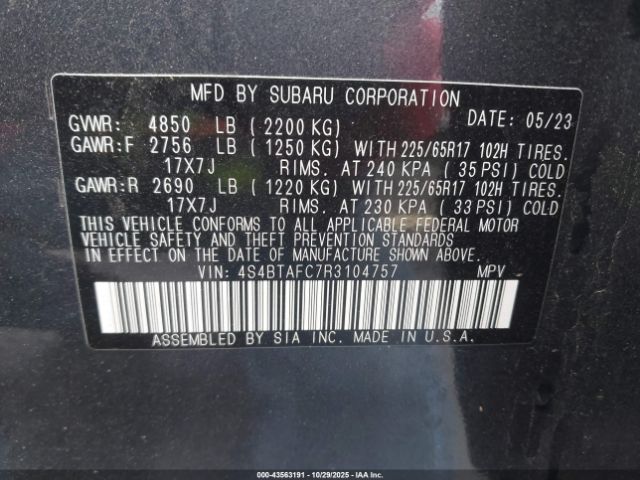 MFD BY SUBARU CORPORATION DATE: 05/23
GVWR: 4850 LB (2200 KG)
GAWR:F 2756 LB (1250 KG) WITH 225/65R17 102H TIRES.
17X7J RIMS. AT 240 KPA (35 PSI) COLD
GAWR:R 2690 LB (1220 KG) WITH 225/65R17 102H TIRES.
17X7J RIMS. AT 230 KPA (33 PSI) COLD
THIS VEHICLE CONFORMS TO ALL APPLICABLE FEDERAL MOTOR
VEHICLE SAFETY AND THEFT PREVENTION STANDARDS
IN EFFECT ON THE DATE OF MANUFACTURE SHOWN ABOVE.
VIN: 4S4BTAFC7R3104757 MPV
ASSEMBLED BY SIA INC. MADE IN U.S.A.
000-43563191 - 10/29/2025 - IAAI.COM